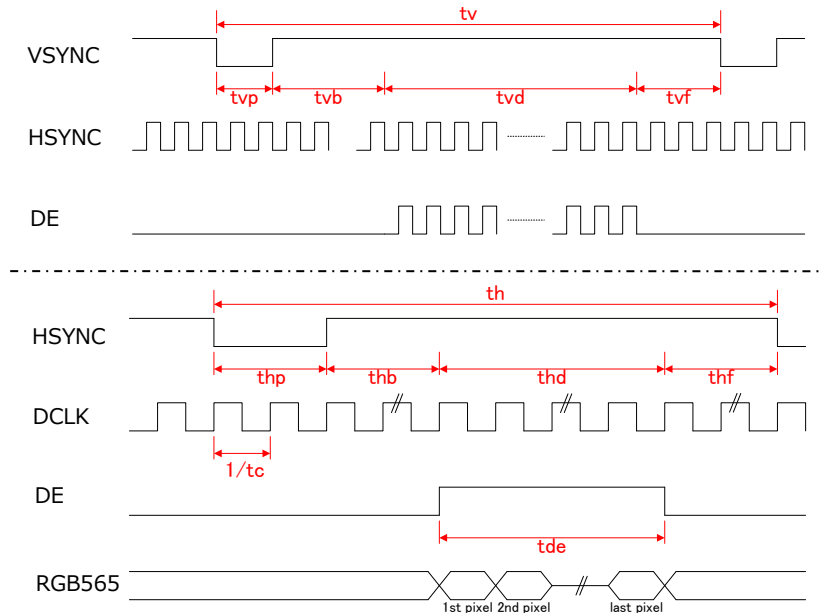 tv
VSYNC
tvp tvb tvd tvf
HSYNC
DE
th
HSYNC
thp thb thd thf
DCLK
1/tc
DE
tde
RGB565
1st pixel 2nd pixel last pixel